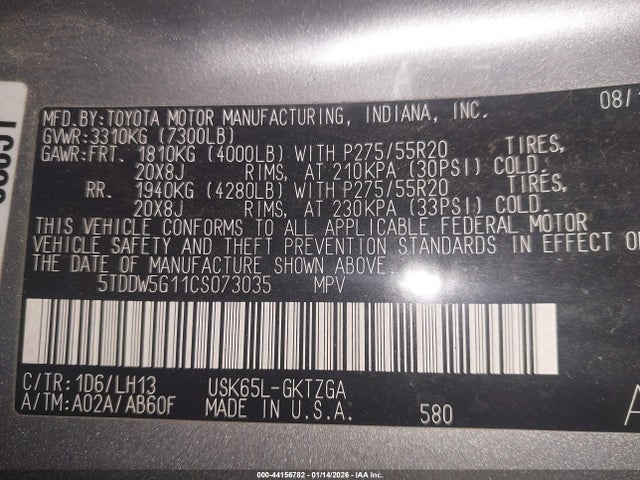 MFD.BY:TOYOTA MOTOR MANUFACTURING, INDIANA, INC. 08/1
GVWR:3310KG (7300LB)
GAWR:FRT. 1810KG (4000LB) WITH P275/55R20 TIRES,
20X8J RIMS, AT 210KPA (30PSI) COLD.
RR. 1940KG (4280LB) WITH P275/55R20 TIRES,
20X8J RIMS, AT 230KPA (33PSI) COLD.
THIS VEHICLE CONFORMS TO ALL APPLICABLE FEDERAL MOTOR
VEHICLE SAFETY AND THEFT PREVENTION STANDARDS IN EFFECT ON
THE DATE OF MANUFACTURE SHOWN ABOVE.
5TDDW5G11CS073035 MPV
C/TR:1D6/LH13 USK65L-GKTZGA
A/TM:A02A/AB60F MADE IN U.S.A. 580 A
000-44156782 - 01/14/2026 - IAA Inc.